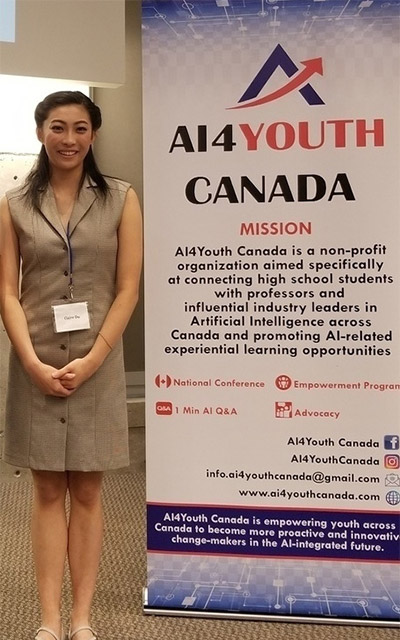 AI4YOUTH
CANADA
MISSION
AI4Youth Canada is a non-profit
organization aimed specifically
at connecting high school students
with professors and
influential industry leaders in
Artificial Intelligence across
Canada and promoting AI-related
experiential learning opportunities
National Conference
Empowerment Program
Q&A 1 Min AI Q&A
Advocacy
AI4Youth Canada
AI4YouthCanada
info.ai4youthcanada@gmail.com
www.ai4youthcanada.com
AI4Youth Canada is empowering youth across
Canada to become more proactive and innovative
change-makers in the AI-integrated future.